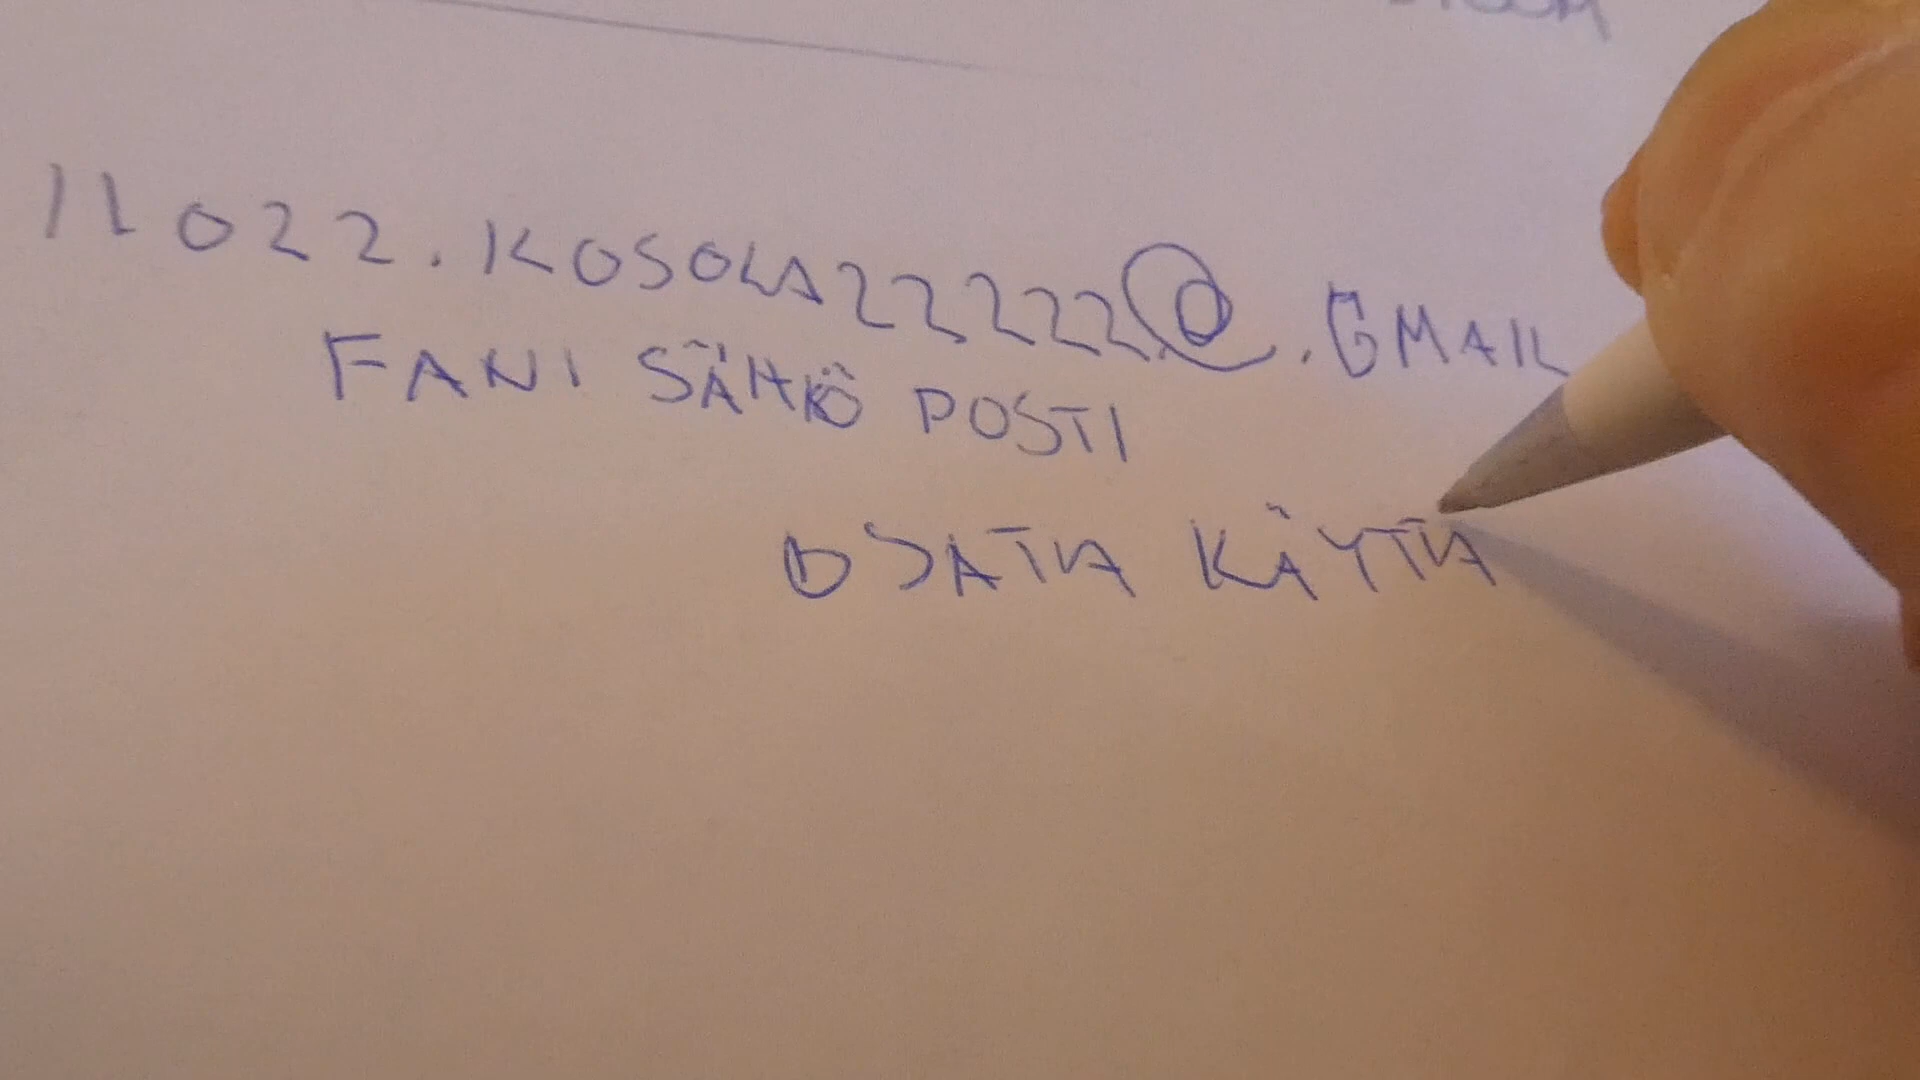 11022.KOSOLA22222@.GMAIL
FANI SÄHKÖ POSTI
OSATA KÄYTTÄ